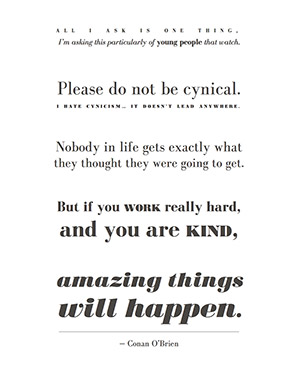 ALL I ASK IS ONE THING,
I'm asking this particularly of young people that watch.
Please do not be cynical.
I HATE CYNICISM... IT DOESN'T LEAD ANYWHERE.
Nobody in life gets exactly what
they thought they were going to get.
But if you WORK really hard,
and you are KIND,
amazing things
will happen.
— Conan O'Brien